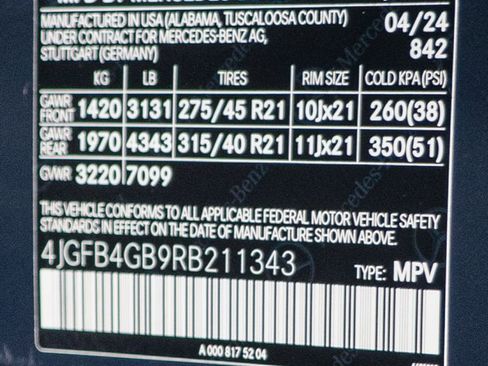 MANUFACTURED IN USA (ALABAMA, TUSCALOOSA COUNTY) 04/24
UNDER CONTRACT FOR MERCEDES-BENZ AG, 842
STUTTGART (GERMANY)
KG LB TIRES RIM SIZE COLD KPA(PSI)
GAWR FRONT 1420 3131 275/45 R21 10Jx21 260(38)
GAWR REAR 1970 4343 315/40 R21 11Jx21 350(51)
GVWR 3220 7099
THIS VEHICLE CONFORMS TO ALL APPLICABLE FEDERAL MOTOR VEHICLE SAFETY
STANDARDS IN EFFECT ON THE DATE OF MANUFACTURE SHOWN ABOVE.
4JGFB4GB9RB211343 TYPE: MPV
A 000 817 52 04